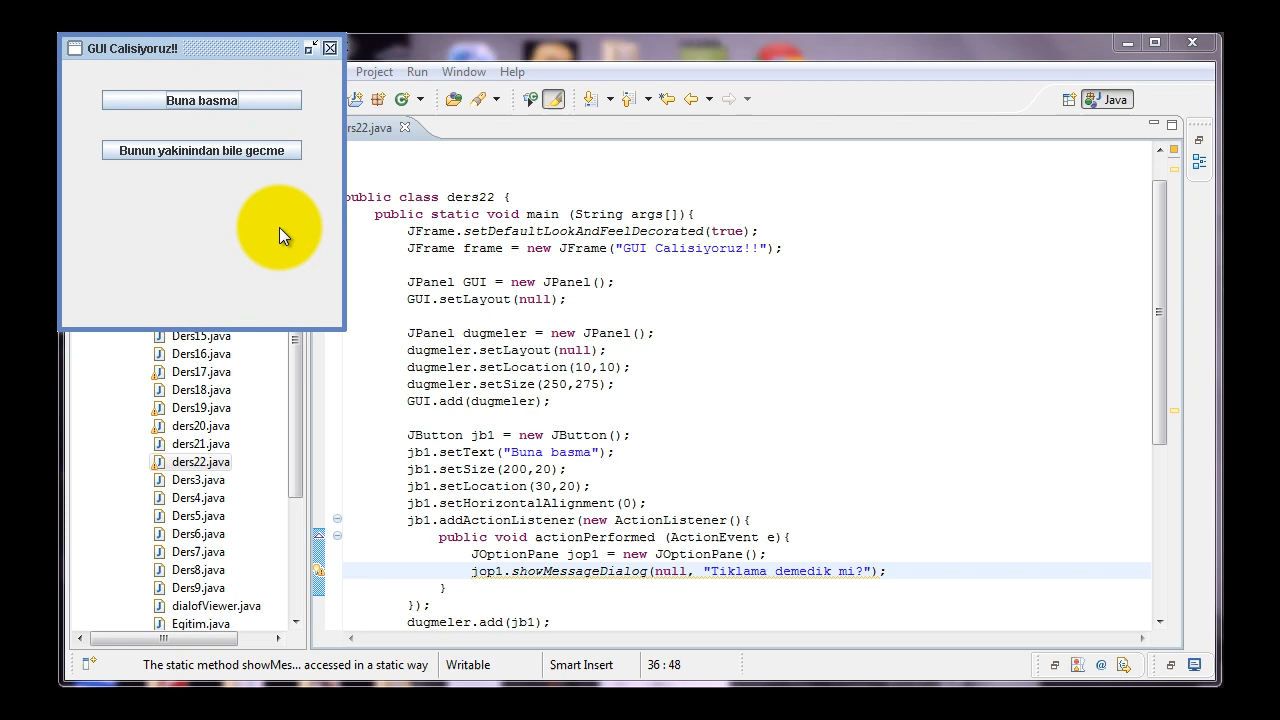 GUI Calisiyoruz!!
Buna basma
Bunun yakinindan bile gecme
Project Run Window Help
Java
rs22.java
public class ders22 {
public static void main (String args[]){
JFrame.setDefaultLookAndFeelDecorated(true);
JFrame frame = new JFrame("GUI Calisiyoruz!!");
JPanel GUI = new JPanel();
GUI.setLayout(null);
JPanel dugmeler = new JPanel();
dugmeler.setLayout(null);
dugmeler.setLocation(10,10);
dugmeler.setSize(250,275);
GUI.add(dugmeler);
JButton jb1 = new JButton();
jb1.setText("Buna basma");
jb1.setSize(200,20);
jb1.setLocation(30,20);
jb1.setHorizontalAlignment(0);
jb1.addActionListener(new ActionListener(){
public void actionPerformed (ActionEvent e){
JOptionPane jop1 = new JOptionPane();
jop1.showMessageDialog(null, "Tiklama demedik mi?");
}
});
dugmeler.add(jb1);
Ders15.java
Ders16.java
Ders17.java
Ders18.java
Ders19.java
ders20.java
ders21.java
ders22.java
Ders3.java
Ders4.java
Ders5.java
Ders6.java
Ders7.java
Ders8.java
Ders9.java
dialofViewer.java
Egitim.java
The static method showMes... accessed in a static way
Writable
Smart Insert
36 : 48